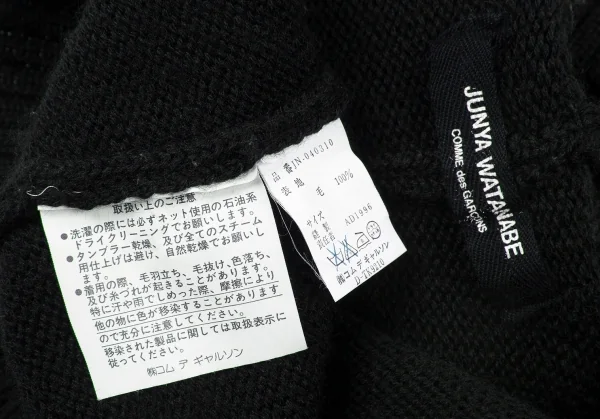 取扱い上のご注意
●洗濯の際には必ずネット使用の石油系
ドライクリーニングでお願いします。
●タンブラー乾燥、及び全てのスチーム
用仕上げは避け、自然乾燥でお願いし
ます。
●着用の際、毛羽立ち、毛抜け、色落ち、
及び糸づれが起きることがあります。
特に汗や雨でしめった際、摩擦により
他の物に色が移染することがあります
ので充分に注意してください。
移染された製品に関しては取扱表示に
従ってください。
㈱コム デ ギャルソン
品番JN-040310
表地 毛 100%
サイズ
AD1996
㈱コム デ ギャルソン
JUNYA WATANABE
COMME des GARÇONS